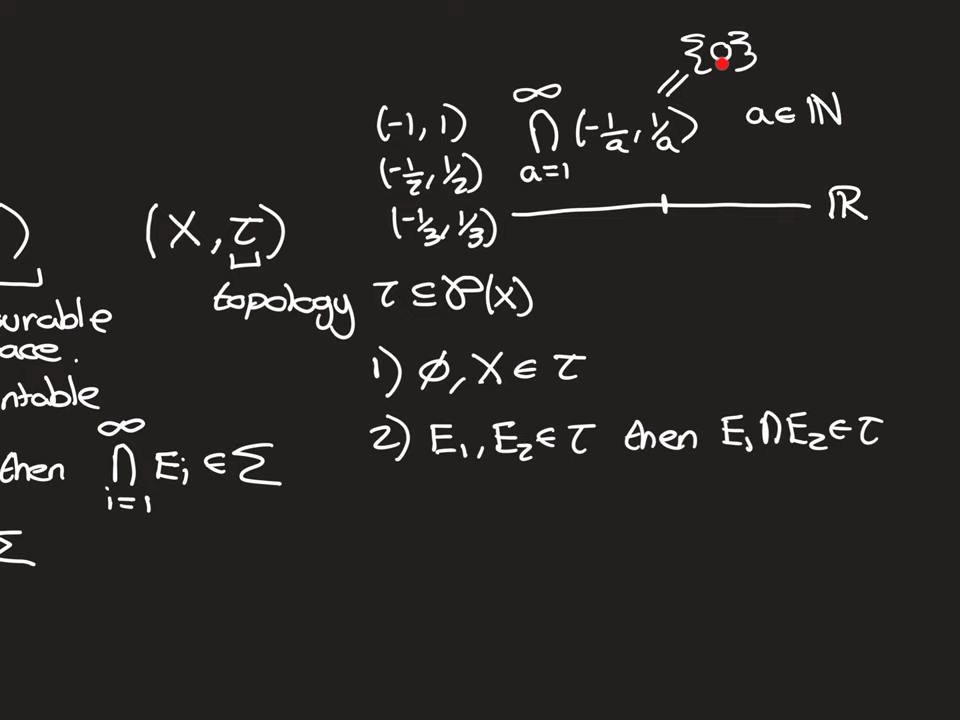 {0}
∞ //
(-1, 1) ⋂ (-1/a, 1/a) a ∈ ℕ
a=1
(-1/2, 1/2)
(-1/3, 1/3) ℝ
) (X, τ)
topology τ ⊆ 𝒫(X)
urable
ace.
1) ϕ, X ∈ τ
ntable
2) E₁, E₂ ∈ τ then E₁ ⋂ E₂ ∈ τ
∞
then ⋂ Eᵢ ∈ Σ
i=1
Σ